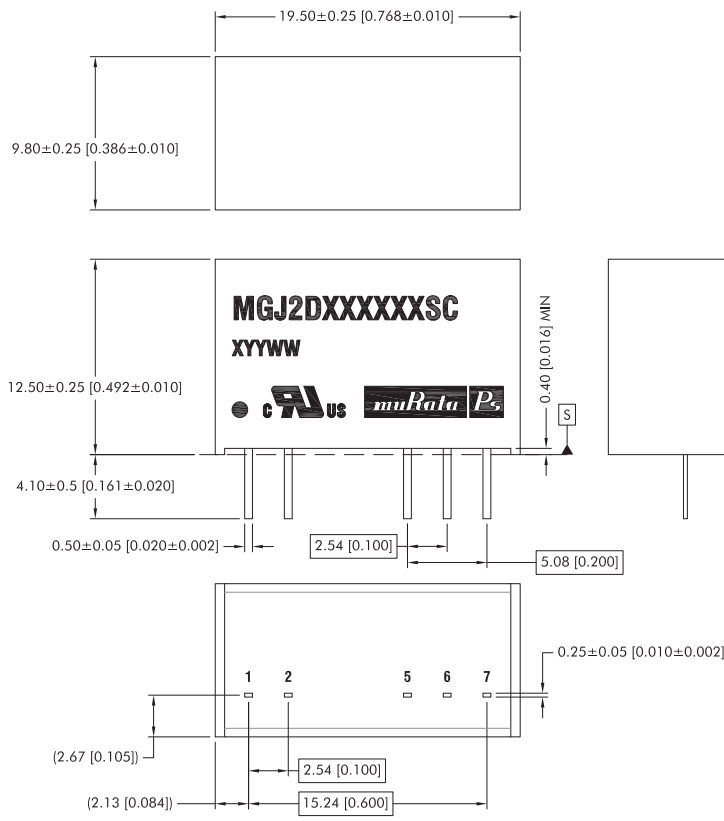 19.50±0.25 [0.768±0.010]
9.80±0.25 [0.386±0.010]
MGJ2DXXXXXXSC
XYYWW
C UR US muRata Ps
0.40 [0.016] MIN
S
12.50±0.25 [0.492±0.010]
4.10±0.5 [0.161±0.020]
0.50±0.05 [0.020±0.002]
2.54 [0.100]
5.08 [0.200]
1 2 5 6 7
0.25±0.05 [0.010±0.002]
(2.67 [0.105])
2.54 [0.100]
(2.13 [0.084])
15.24 [0.600]